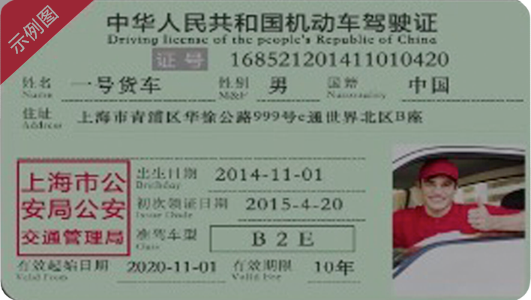 示例图
中华人民共和国机动车驾驶证
Driving license of the people's Republic of China
证号 168521201411010420
姓名 一号货车 性别 男 国籍 中国
Name M&F Nationality
住址 上海市青浦区华徐公路999号e通世界北区B座
Address
上海市公
安局公安
交通管理局
出生日期 2014-11-01
Birthday
初次领证日期 2015-4-20
Issue Date
准驾车型 B2E
Class
有效起始日期 2020-11-01 有效期限 10年
Valid From Valid For